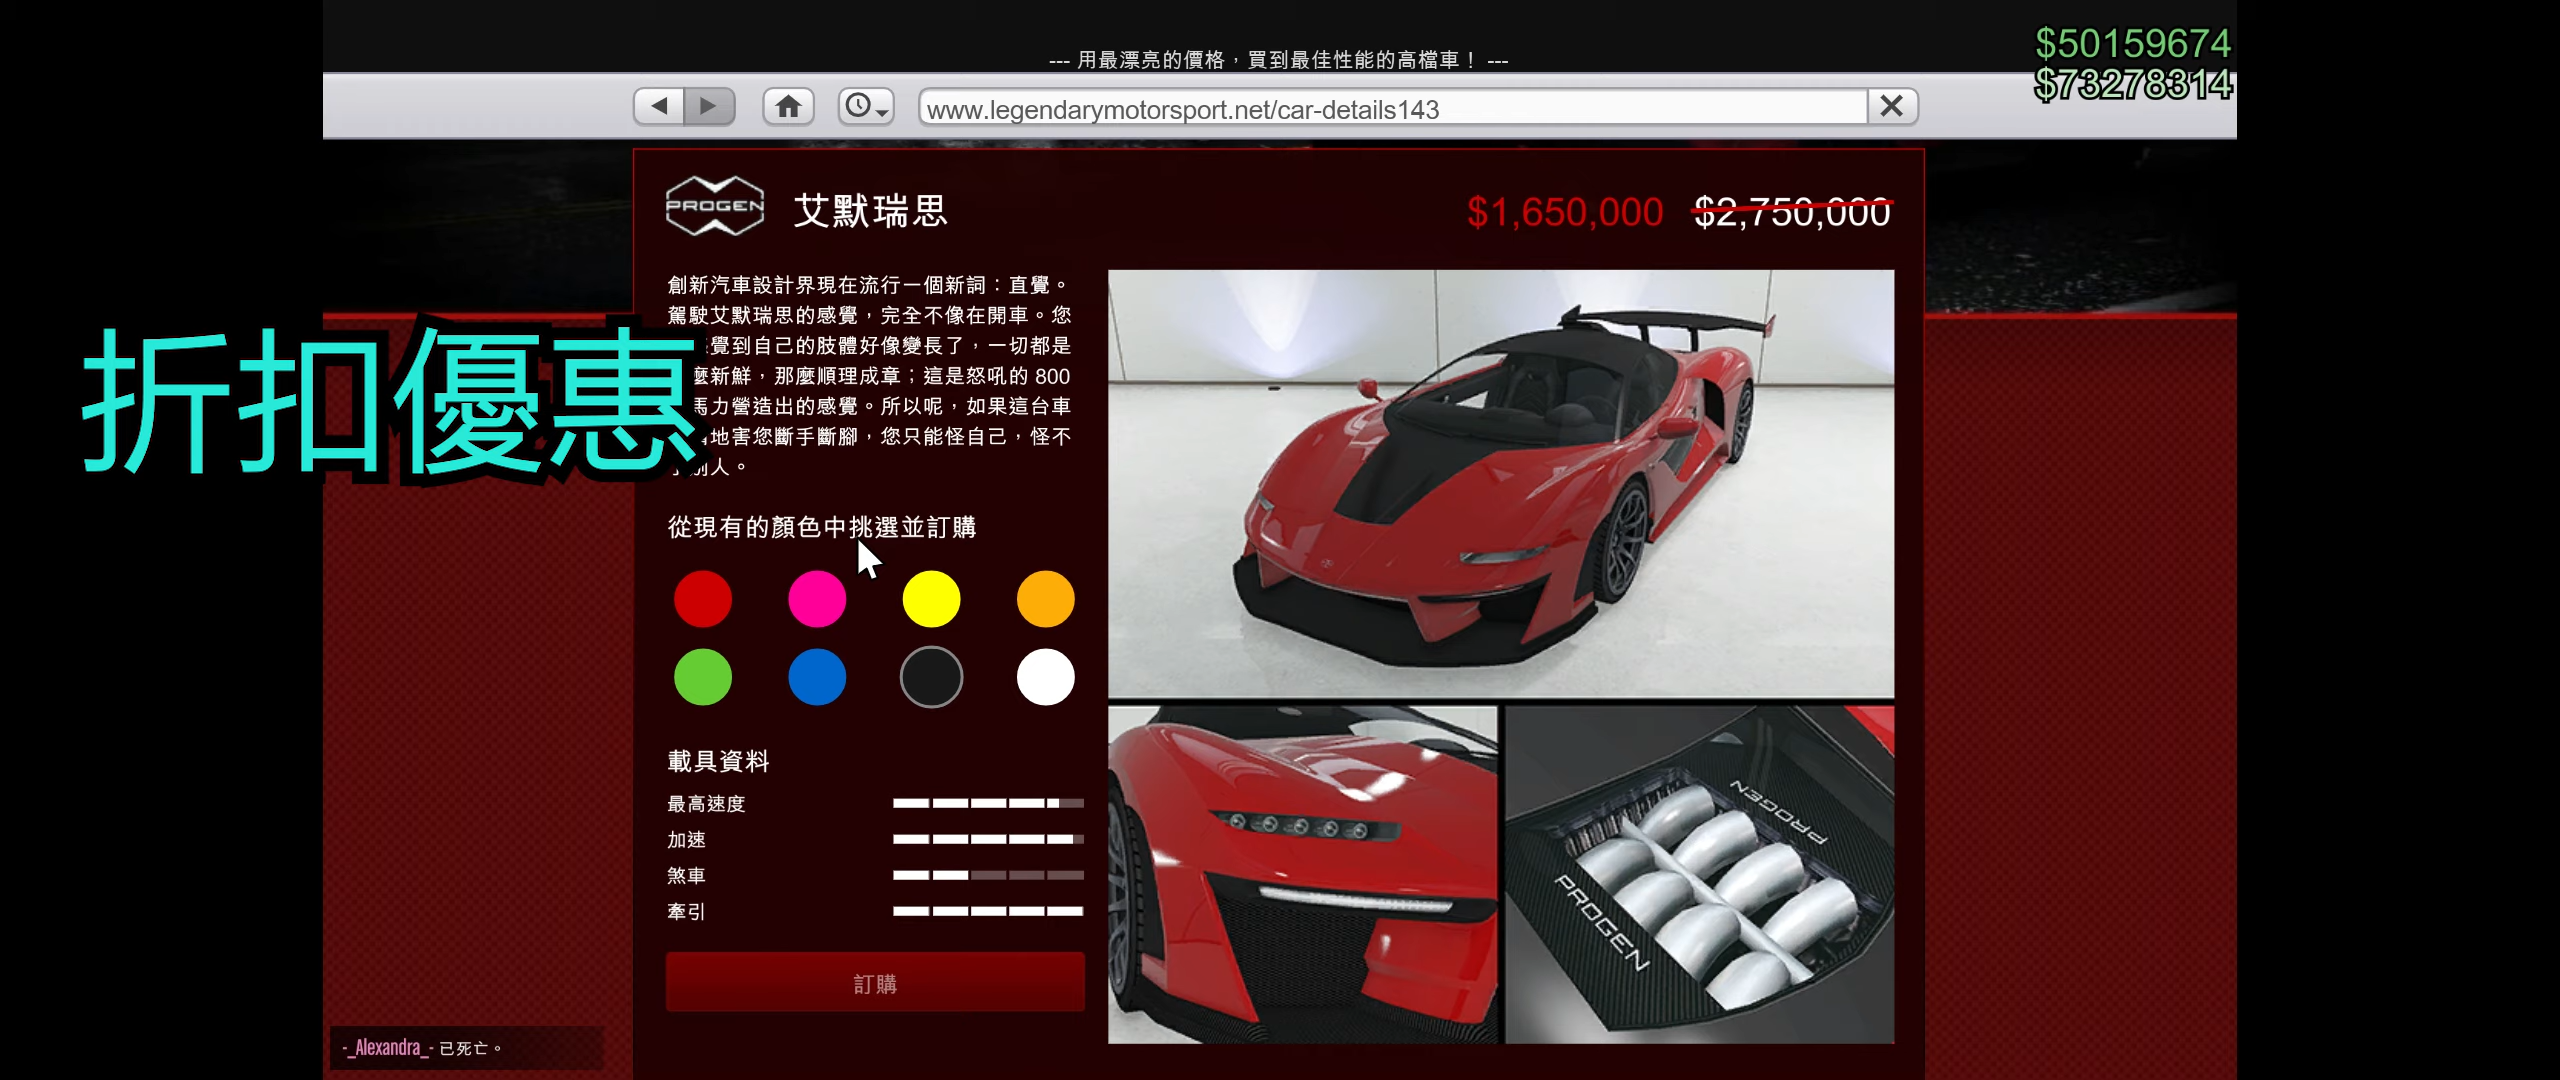 --- 用最漂亮的價格，買到最佳性能的高檔車！ ---
$50159674
$73278314
www.legendarymotorsport.net/car-details143
PROGEN
艾默瑞思
$1,650,000 $2,750,000
創新汽車設計界現在流行一個新詞：直覺。
駕駛艾默瑞思的感覺，完全不像在開車。您
覺到自己的肢體好像變長了，一切都是
麼新鮮，那麼順理成章；這是怒吼的 800
馬力營造出的感覺。所以呢，如果這台車
地害您斷手斷腳，您只能怪自己，怪不
別人。
折扣優惠
從現有的顏色中挑選並訂購
載具資料
最高速度
加速
煞車
牽引
訂購
PROGEN
PROGEN
-_Alexandra_- 已死亡。